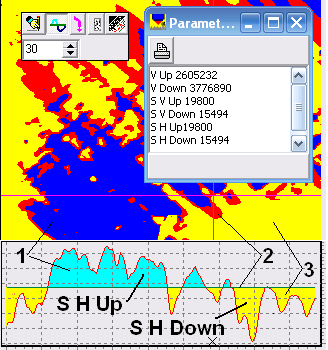 Paramet...
30
V Up 2605232
V Down 3776890
S V Up 19800
S V Down 15494
S H Up19800
S H Down 15494
1
2
3
S H Up
S H Down